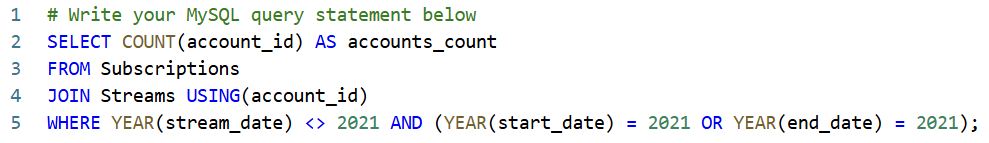 1 # Write your MySQL query statement below
2 SELECT COUNT(account_id) AS accounts_count
3 FROM Subscriptions
4 JOIN Streams USING(account_id)
5 WHERE YEAR(stream_date) <> 2021 AND (YEAR(start_date) = 2021 OR YEAR(end_date) = 2021);